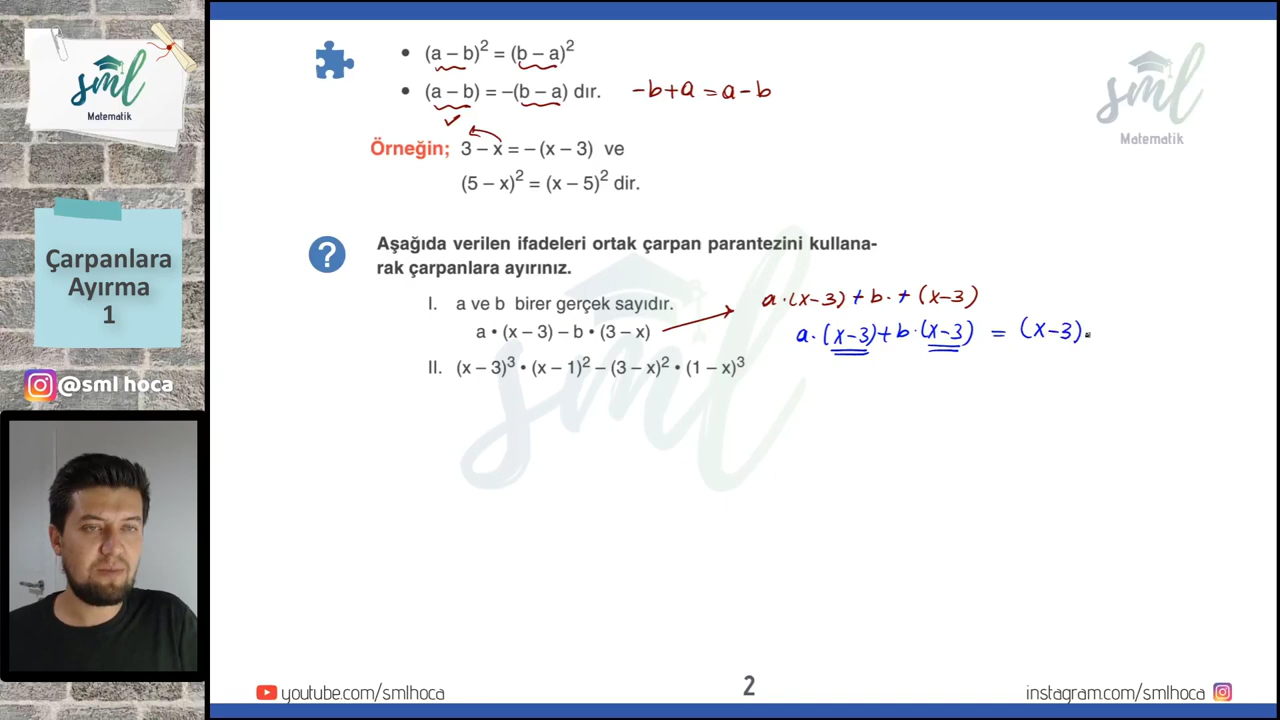 sml
Matematik
Çarpanlara
Ayırma
1
@sml hoca
• (a – b)² = (b – a)²
• (a – b) = –(b – a) dır. -b+a = a-b
Örneğin; 3 – x = – (x – 3) ve
(5 – x)² = (x – 5)² dir.
sml
Matematik
? Aşağıda verilen ifadeleri ortak çarpan parantezini kullana-
rak çarpanlara ayırınız.
I. a ve b birer gerçek sayıdır.
a • (x – 3) – b • (3 – x)
a·(x-3)+b·+(x-3)
a·(x-3)+b·(x-3) = (x-3)·
II. (x – 3)³ • (x – 1)² – (3 – x)² • (1 – x)³
sml
youtube.com/smlhoca
2
instagram.com/smlhoca